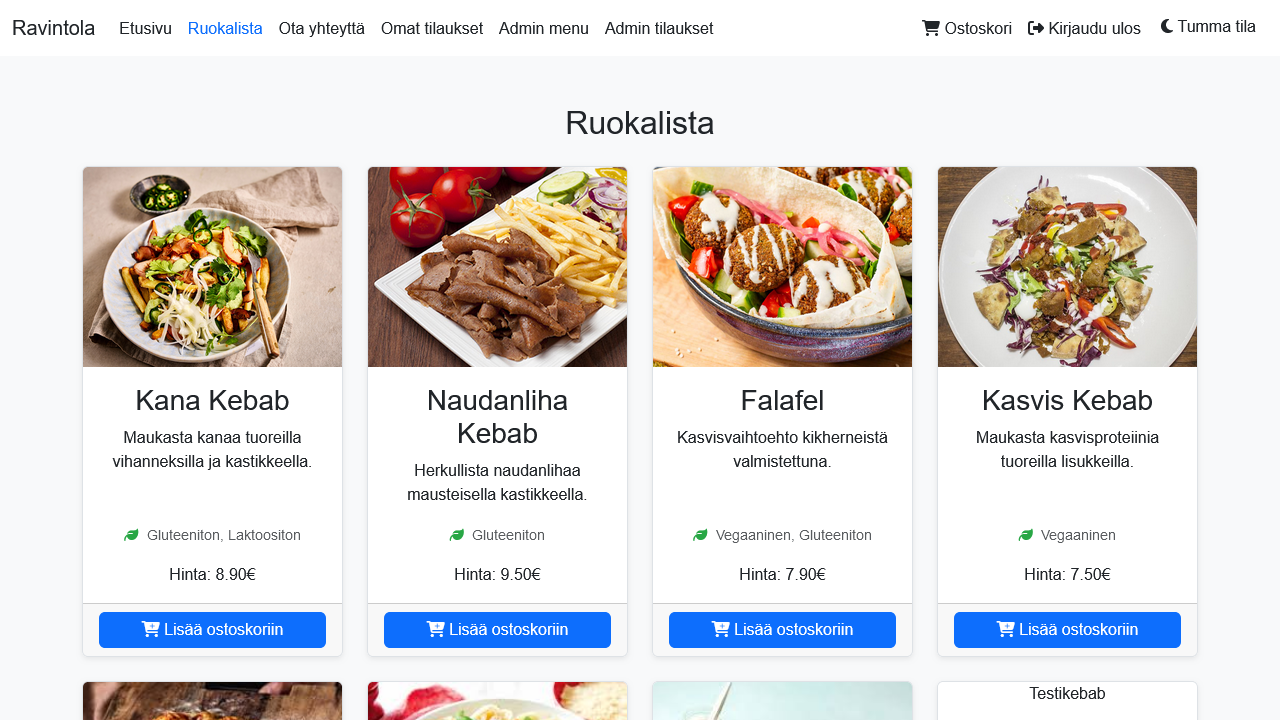 Ravintola Etusivu Ruokalista Ota yhteyttä Omat tilaukset Admin menu Admin tilaukset Ostoskori Kirjaudu ulos Tumma tila
Ruokalista
Kana Kebab
Maukasta kanaa tuoreilla
vihanneksilla ja kastikkeella.
Gluteeniton, Laktoositon
Hinta: 8.90€
Lisää ostoskoriin
Naudanliha
Kebab
Herkullista naudanlihaa
mausteisella kastikkeella.
Gluteeniton
Hinta: 9.50€
Lisää ostoskoriin
Falafel
Kasvisvaihtoehto kikherneistä
valmistettuna.
Vegaaninen, Gluteeniton
Hinta: 7.90€
Lisää ostoskoriin
Kasvis Kebab
Maukasta kasvisproteiinia
tuoreilla lisukkeilla.
Vegaaninen
Hinta: 7.50€
Lisää ostoskoriin
Testikebab